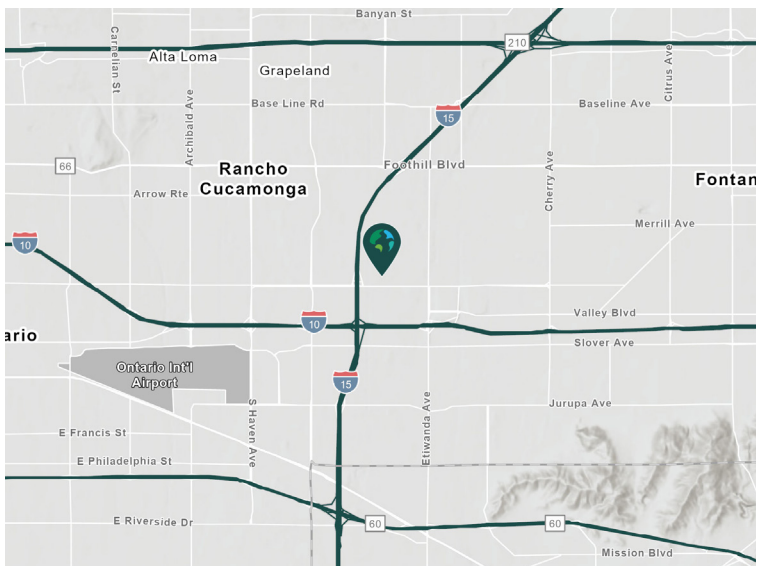 Banyan St
210
Carnelian St
Alta Loma
Grapeland
Citrus Ave
Archibald Ave
Base Line Rd
Baseline Ave
15
66
Foothill Blvd
Rancho
Cucamonga
Cherry Ave
Fontan
Arrow Rte
Merrill Ave
10
Valley Blvd
10
ario
Slover Ave
Ontario Int'l
Airport
15
S Haven Ave
Etiwanda Ave
Jurupa Ave
E Francis St
E Philadelphia St
E Riverside Dr
60
60
Mission Blvd